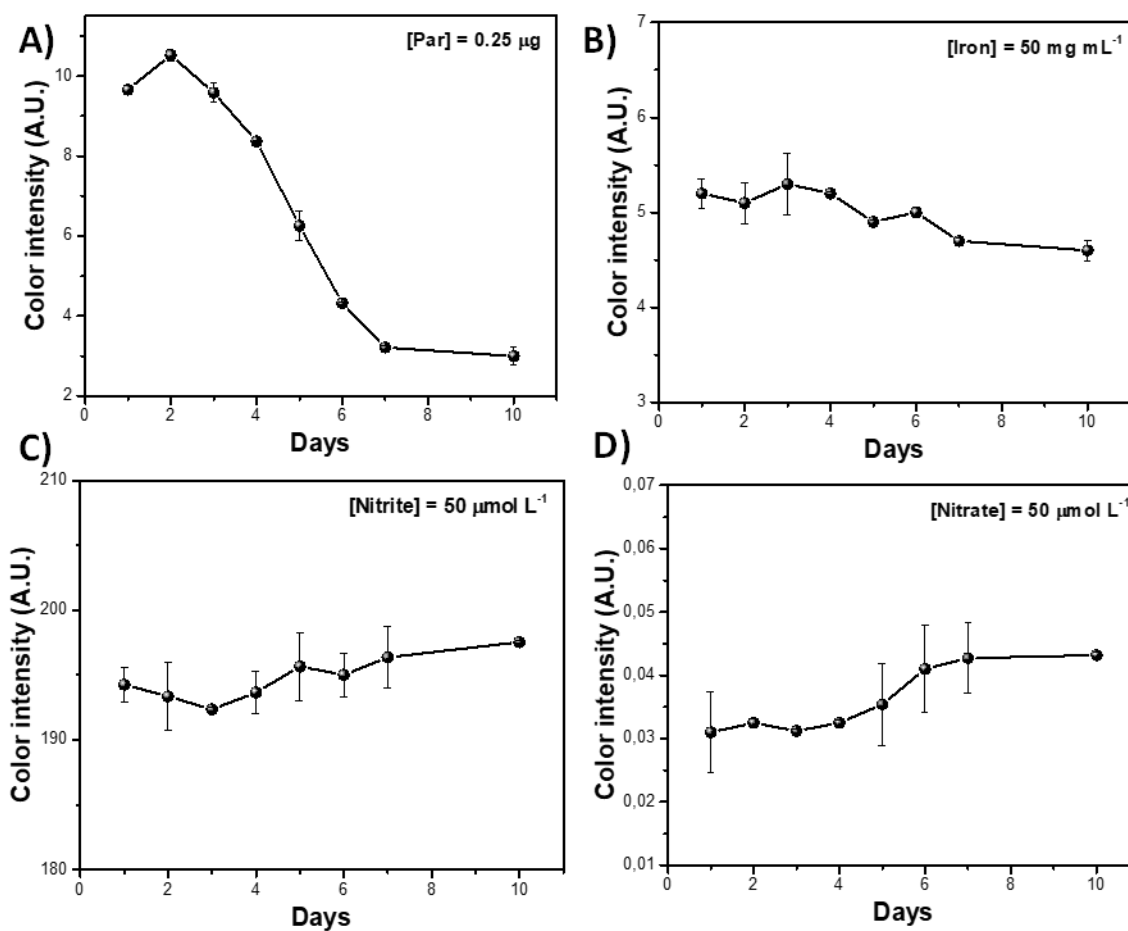 A)
[Par] = 0.25 μg
Color intensity (A.U.)
10
8
6
4
2
0 2 4 6 8 10
Days
B)
[Iron] = 50 mg mL⁻¹
Color intensity (A.U.)
7
6
5
4
3
0 2 4 6 8 10
Days
C)
[Nitrite] = 50 μmol L⁻¹
Color intensity (A.U.)
210
200
190
180
0 2 4 6 8 10
Days
D)
[Nitrate] = 50 μmol L⁻¹
Color intensity (A.U.)
0,07
0,06
0,05
0,04
0,03
0,02
0,01
0 2 4 6 8 10
Days